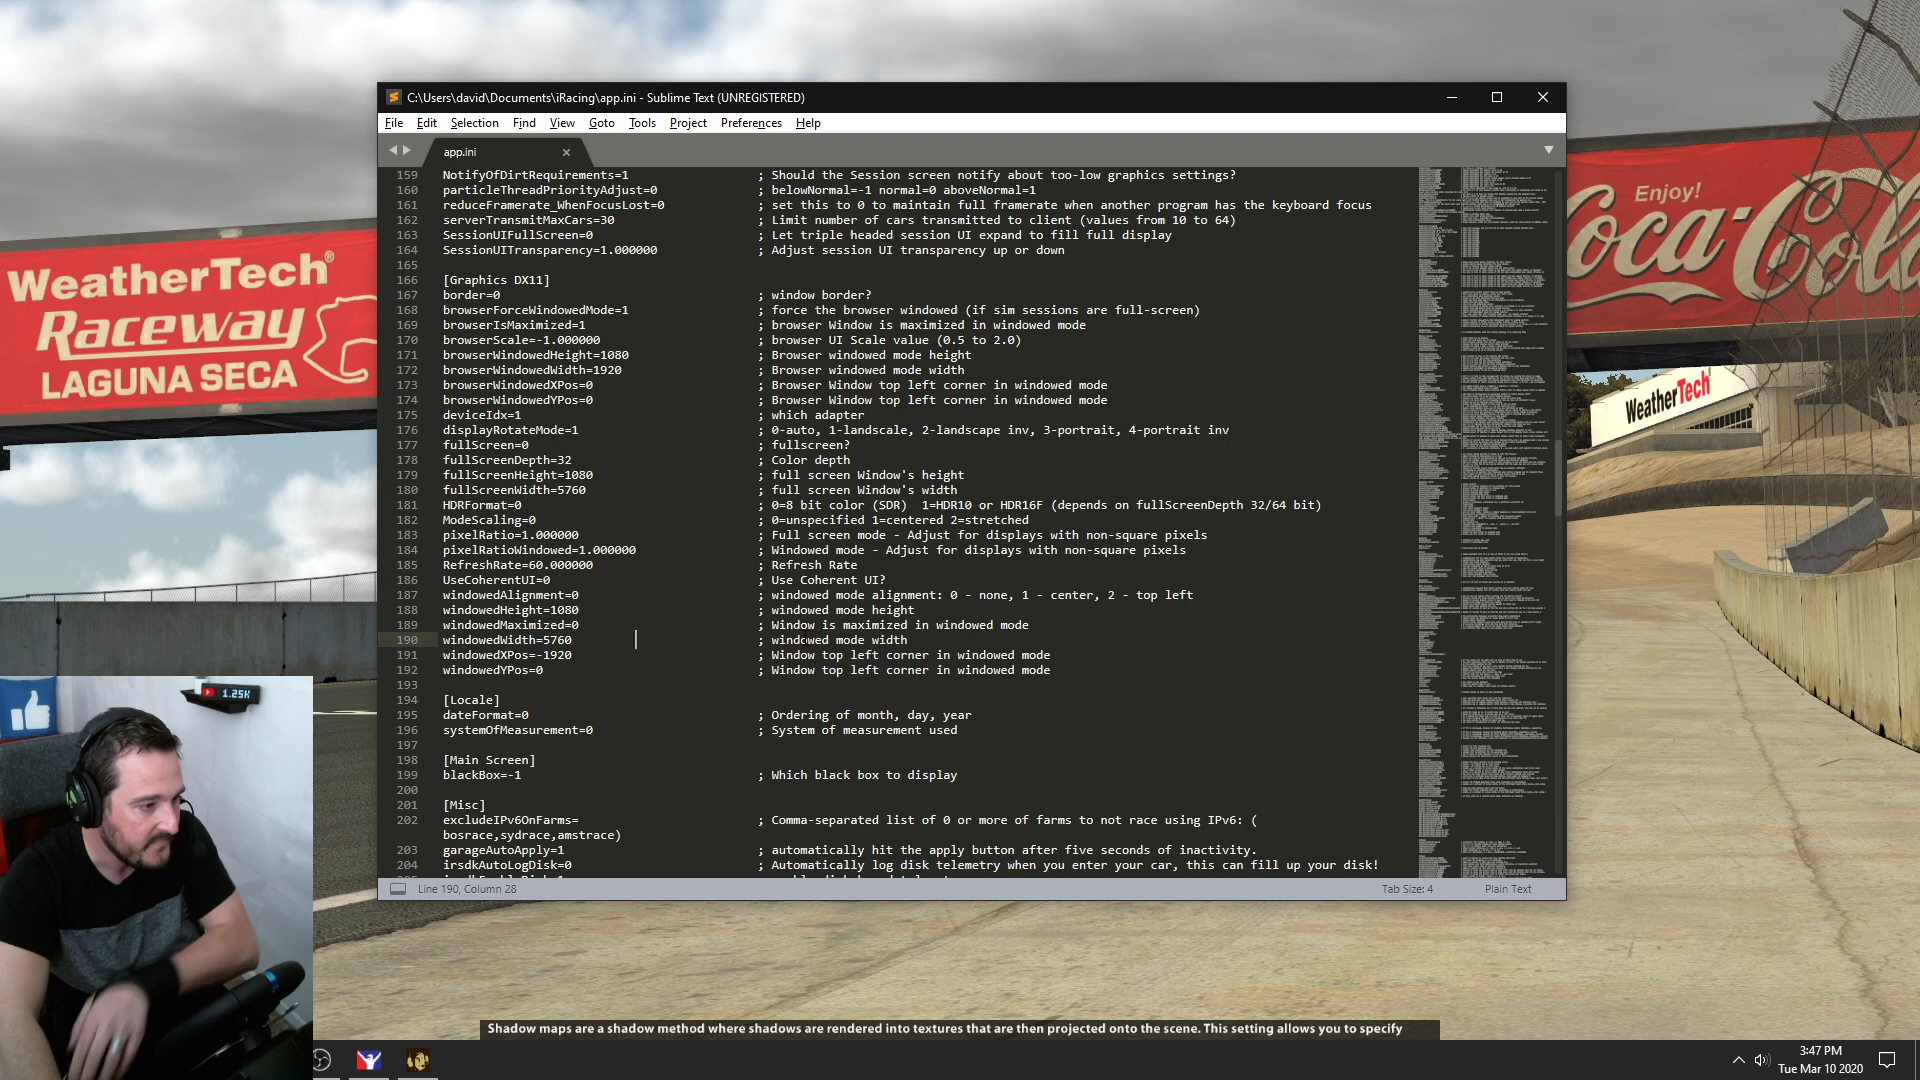 C:\Users\david\Documents\iRacing\app.ini - Sublime Text (UNREGISTERED)
File Edit Selection Find View Goto Tools Project Preferences Help
app.ini
159 NotifyOfDirtRequirements=1 ; Should the Session screen notify about too-low graphics settings?
160 particleThreadPriorityAdjust=0 ; belowNormal=-1 normal=0 aboveNormal=1
161 reduceFramerate_WhenFocusLost=0 ; set this to 0 to maintain full framerate when another program has the keyboard focus
162 serverTransmitMaxCars=30 ; Limit number of cars transmitted to client (values from 10 to 64)
163 SessionUIFullScreen=0 ; Let triple headed session UI expand to fill full display
164 SessionUITransparency=1.000000 ; Adjust session UI transparency up or down
165
166 [Graphics DX11]
167 border=0 ; window border?
168 browserForceWindowedMode=1 ; force the browser windowed (if sim sessions are full-screen)
169 browserIsMaximized=1 ; browser Window is maximized in windowed mode
170 browserScale=-1.000000 ; browser UI Scale value (0.5 to 2.0)
171 browserWindowedHeight=1080 ; Browser windowed mode height
172 browserWindowedWidth=1920 ; Browser windowed mode width
173 browserWindowedXPos=0 ; Browser Window top left corner in windowed mode
174 browserWindowedYPos=0 ; Browser Window top left corner in windowed mode
175 deviceIdx=1 ; which adapter
176 displayRotateMode=1 ; 0-auto, 1-landscale, 2-landscape inv, 3-portrait, 4-portrait inv
177 fullScreen=0 ; fullscreen?
178 fullScreenDepth=32 ; Color depth
179 fullScreenHeight=1080 ; full screen Window's height
180 fullScreenWidth=5760 ; full screen Window's width
181 HDRFormat=0 ; 0=8 bit color (SDR) 1=HDR10 or HDR16F (depends on fullScreenDepth 32/64 bit)
182 ModeScaling=0 ; 0=unspecified 1=centered 2=stretched
183 pixelRatio=1.000000 ; Full screen mode - Adjust for displays with non-square pixels
184 pixelRatioWindowed=1.000000 ; Windowed mode - Adjust for displays with non-square pixels
185 RefreshRate=60.000000 ; Refresh Rate
186 UseCoherentUI=0 ; Use Coherent UI?
187 windowedAlignment=0 ; windowed mode alignment: 0 - none, 1 - center, 2 - top left
188 windowedHeight=1080 ; windowed mode height
189 windowedMaximized=0 ; Window is maximized in windowed mode
190 windowedWidth=5760 ; windowed mode width
191 windowedXPos=-1920 ; Window top left corner in windowed mode
192 windowedYPos=0 ; Window top left corner in windowed mode
193
194 [Locale]
195 dateFormat=0 ; Ordering of month, day, year
196 systemOfMeasurement=0 ; System of measurement used
197
198 [Main Screen]
199 blackBox=-1 ; Which black box to display
200
201 [Misc]
202 excludeIPv6OnFarms= ; Comma-separated list of 0 or more of farms to not race using IPv6: (
bosrace,sydrace,amstrace)
203 garageAutoApply=1 ; automatically hit the apply button after five seconds of inactivity.
204 irsdkAutoLogDisk=0 ; Automatically log disk telemetry when you enter your car, this can fill up your disk!
Line 190, Column 28 Tab Size: 4 Plain Text
WeatherTech®
Raceway
LAGUNA SECA
Enjoy!
Coca-Cola
WeatherTech
1.25K
Shadow maps are a shadow method where shadows are rendered into textures that are then projected onto the scene. This setting allows you to specify
3:47 PM
Tue Mar 10 2020